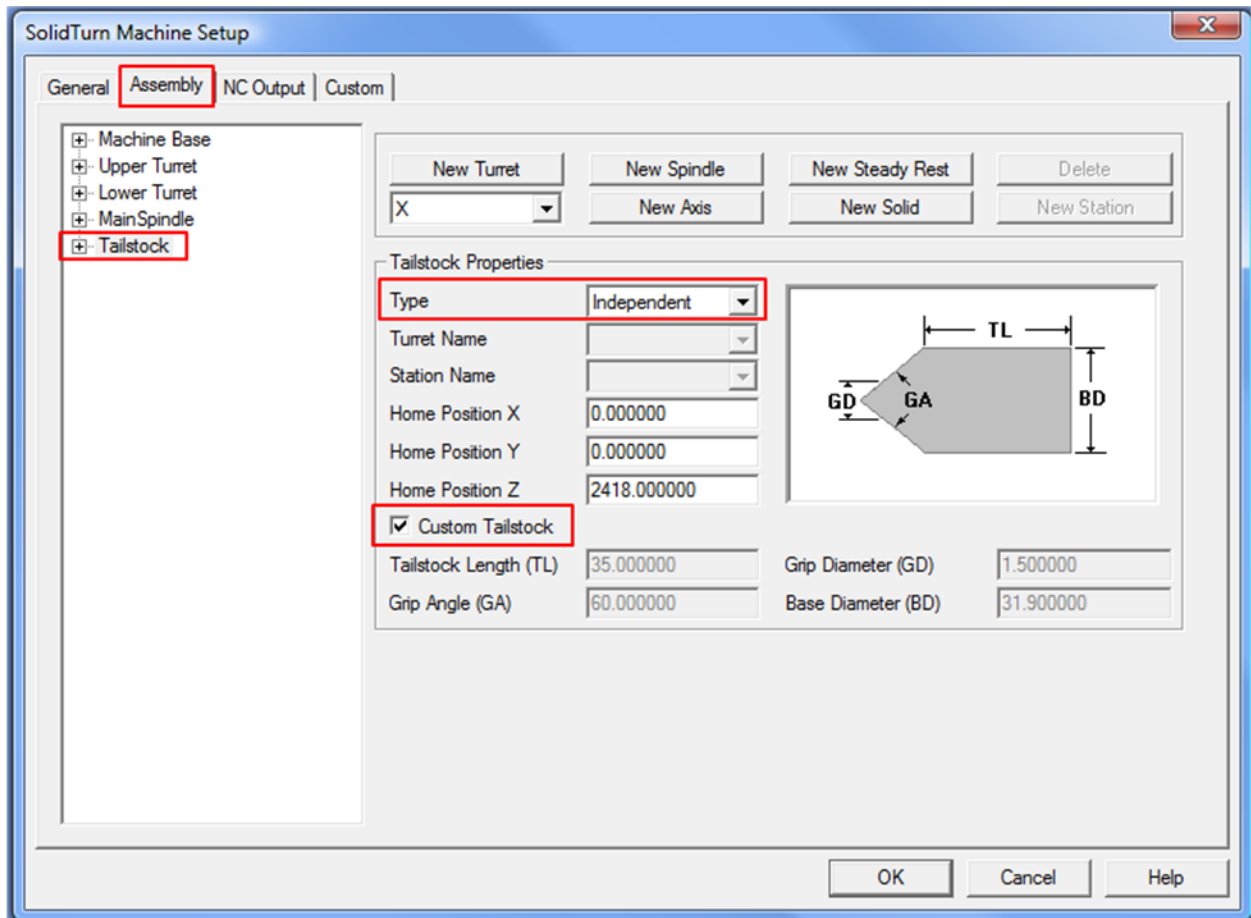 SolidTurn Machine Setup
General Assembly NC Output Custom
Machine Base
Upper Turret
Lower Turret
MainSpindle
Tailstock
New Turret New Spindle New Steady Rest Delete
X New Axis New Solid New Station
Tailstock Properties
Type Independent
Turret Name
Station Name
Home Position X 0.000000
Home Position Y 0.000000
Home Position Z 2418.000000
Custom Tailstock
Tailstock Length (TL) 35.000000 Grip Diameter (GD) 1.500000
Grip Angle (GA) 60.000000 Base Diameter (BD) 31.900000
TL
GD GA BD
OK Cancel Help